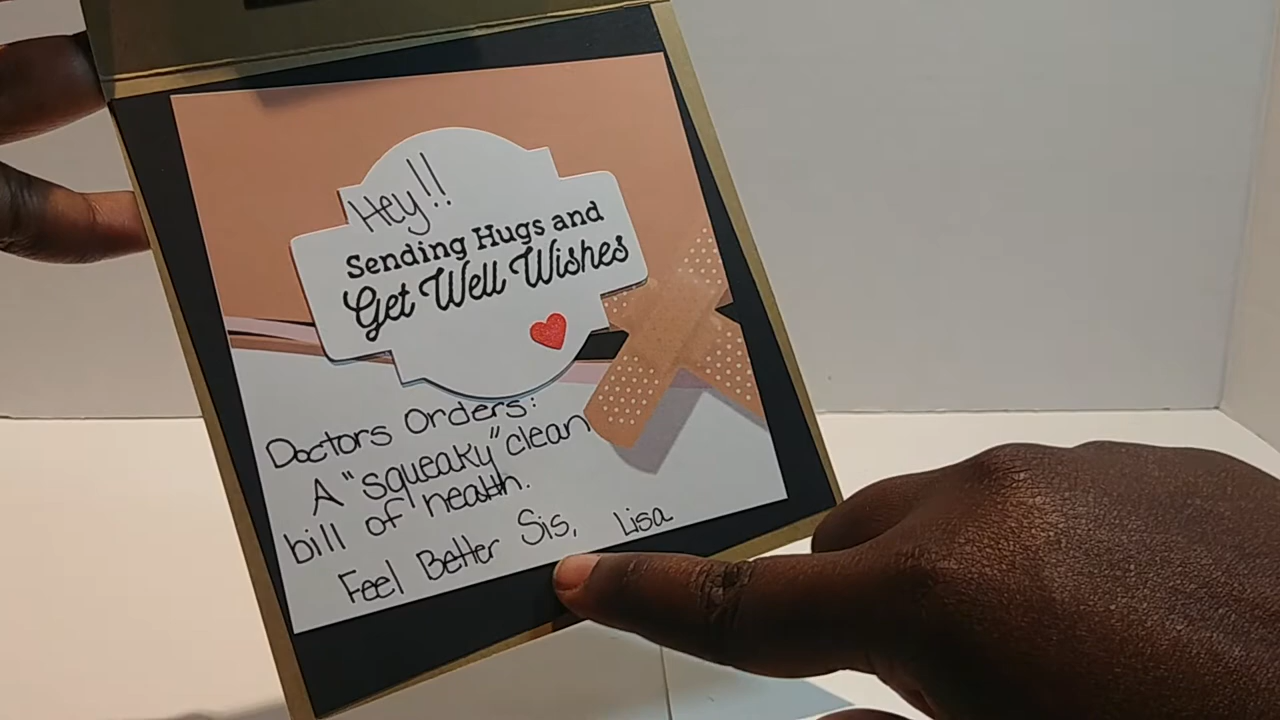 Hey!!
Sending Hugs and
Get Well Wishes
Doctors Orders:
A "squeaky" clean
bill of health.
Feel Better Sis, Lisa